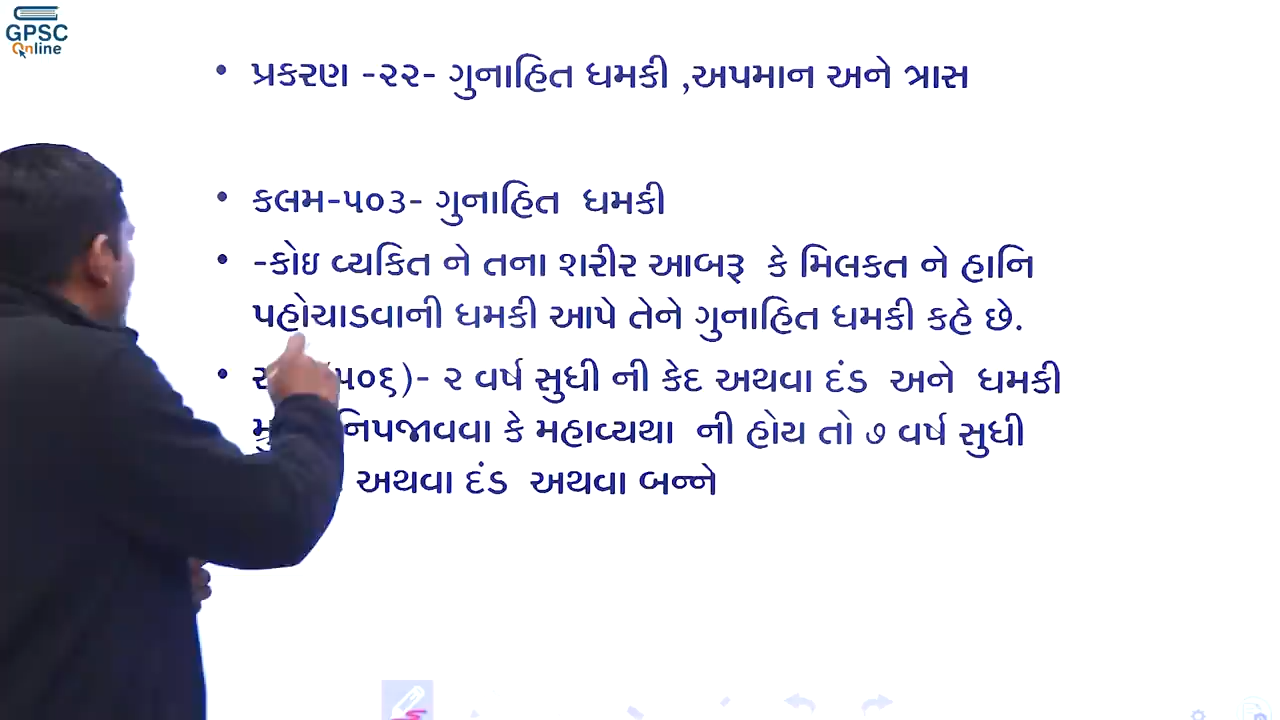 GPSC
Online
• પ્રકરણ -૨૨- ગુનાહિત ધમકી ,અપમાન અને ત્રાસ
• કલમ-૫૦૩- ગુનાહિત ધમકી
• -કોઇ વ્યકિત ને તના શરીર આબરૂ કે મિલકત ને હાનિ
પહોચાડવાની ધમકી આપે તેને ગુનાહિત ધમકી કહે છે.
• (૫૦૬)- ૨ વર્ષ સુધી ની કેદ અથવા દંડ અને ધમકી
નિપજાવવા કે મહાવ્યથા ની હોય તો ૭ વર્ષ સુધી
અથવા દંડ અથવા બન્ને